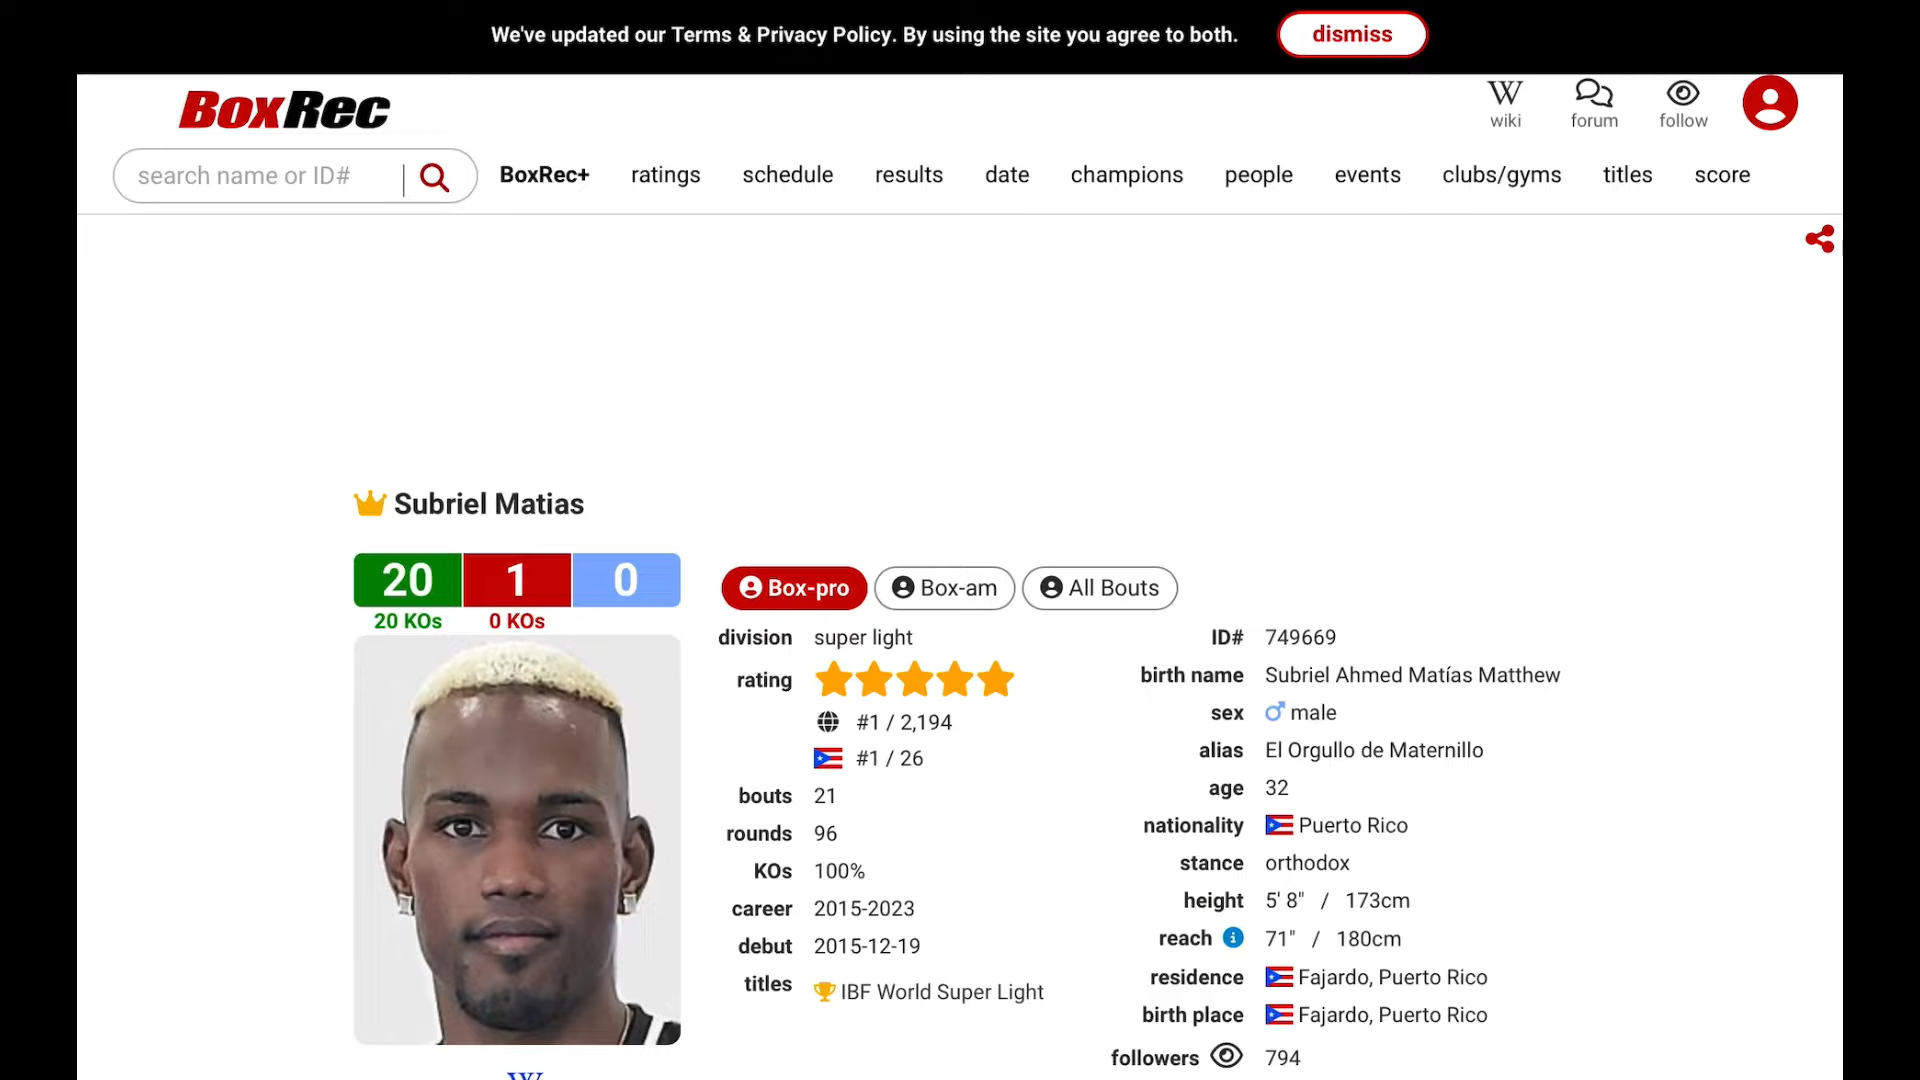 We've updated our Terms & Privacy Policy. By using the site you agree to both. dismiss
BoxRec
wiki forum follow
search name or ID# BoxRec+ ratings schedule results date champions people events clubs/gyms titles score
Subriel Matias
20 1 0
20 KOs 0 KOs
Box-pro Box-am All Bouts
division super light
rating
#1 / 2,194
#1 / 26
bouts 21
rounds 96
KOs 100%
career 2015-2023
debut 2015-12-19
titles IBF World Super Light
ID# 749669
birth name Subriel Ahmed Matías Matthew
sex male
alias El Orgullo de Maternillo
age 32
nationality Puerto Rico
stance orthodox
height 5' 8" / 173cm
reach 71" / 180cm
residence Fajardo, Puerto Rico
birth place Fajardo, Puerto Rico
followers 794